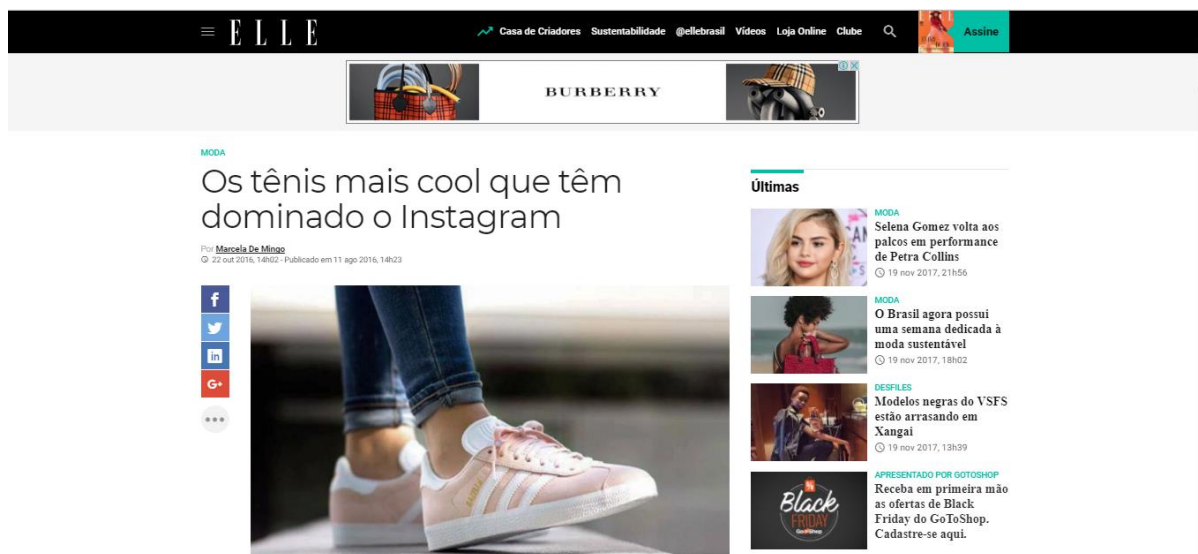 ELLE
Casa de Criadores Sustentabilidade @ellebrasil Vídeos Loja Online Clube
Assine
BURBERRY
MODA
Os tênis mais cool que têm
dominado o Instagram
Por Marcela De Mingo
22 out 2016, 14h02 - Publicado em 11 ago 2016, 14h23
f
in
G+
Últimas
MODA
Selena Gomez volta aos
palcos em performance
de Petra Collins
19 nov 2017, 21h56
MODA
O Brasil agora possui
uma semana dedicada à
moda sustentável
19 nov 2017, 18h02
DESFILES
Modelos negras do VSFS
estão arrasando em
Xangai
19 nov 2017, 13h39
%
Black
FRIDAY
GoToShop
APRESENTADO POR GOTOSHOP
Receba em primeira mão
as ofertas de Black
Friday do GoToShop.
Cadastre-se aqui.